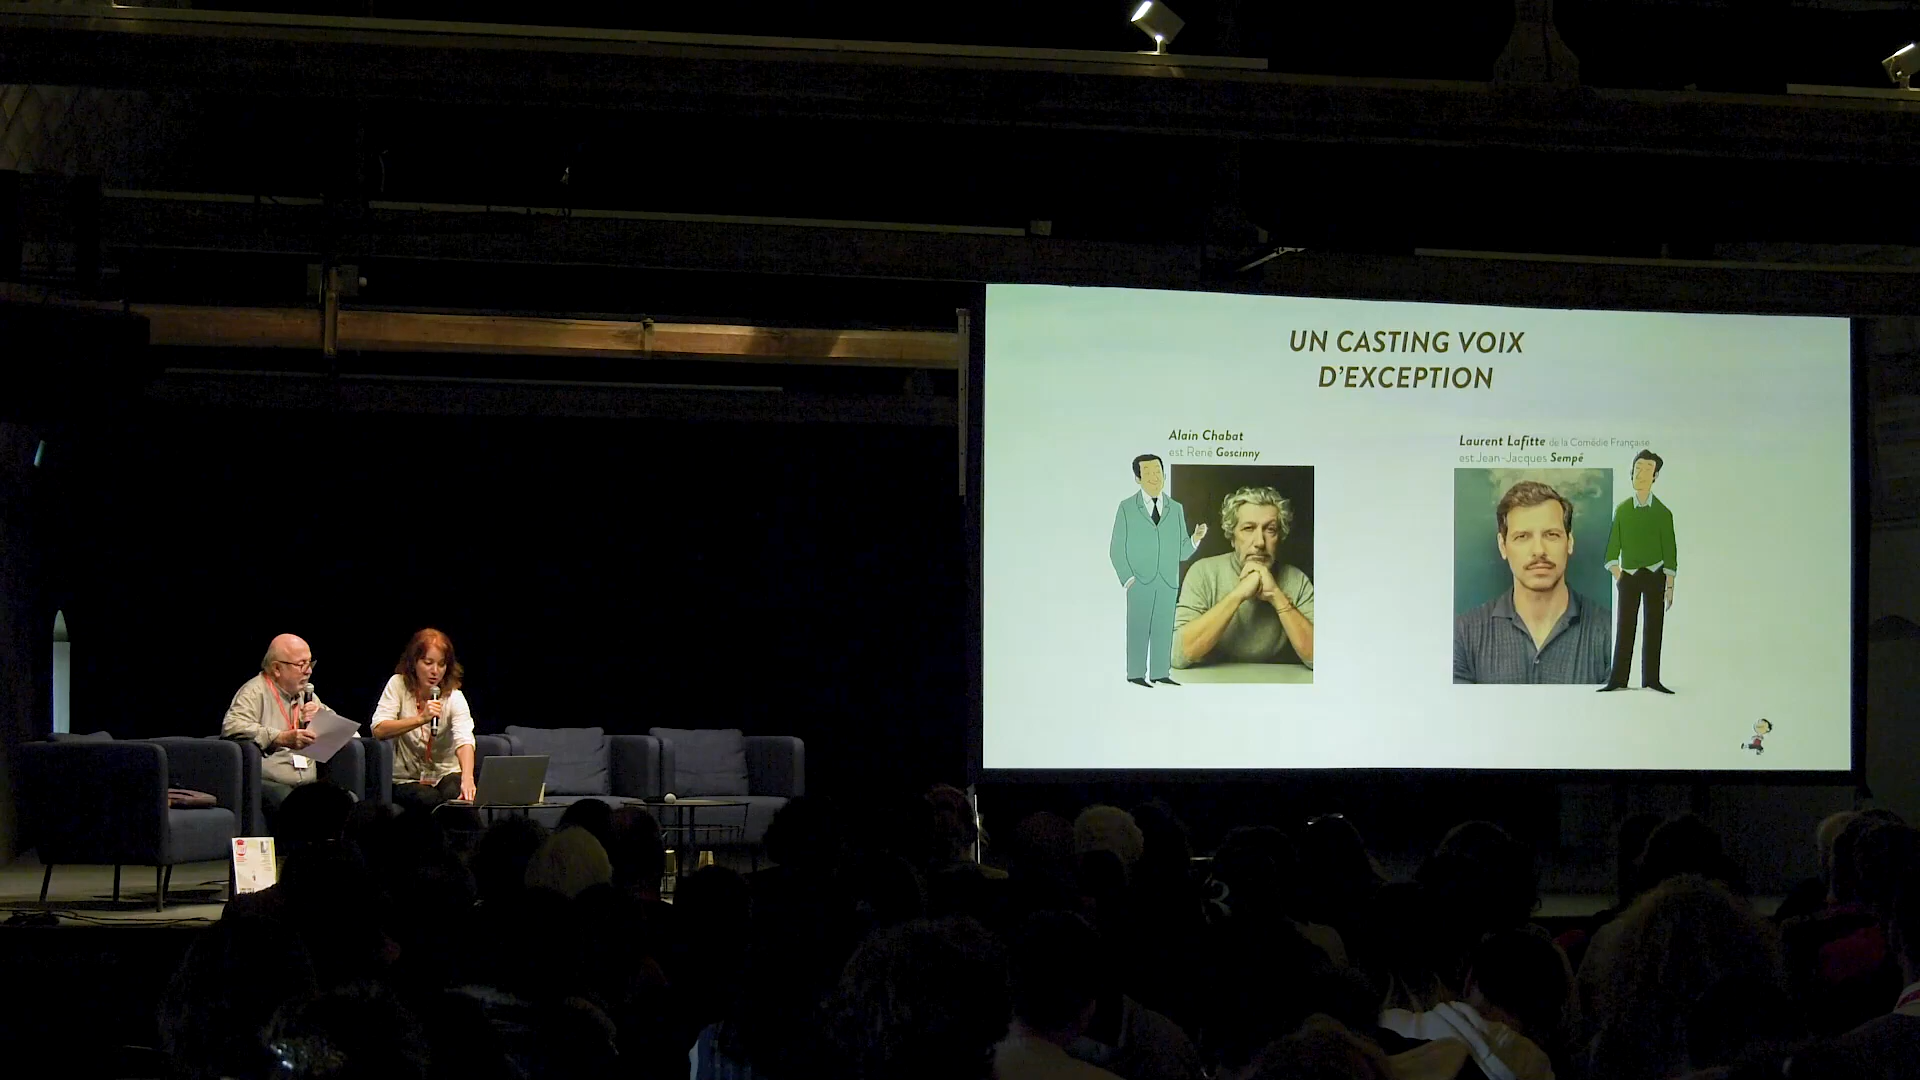 UN CASTING VOIX
D'EXCEPTION
Alain Chabat
est René Goscinny
Laurent Lafitte de la Comédie Française
est Jean-Jacques Sempé